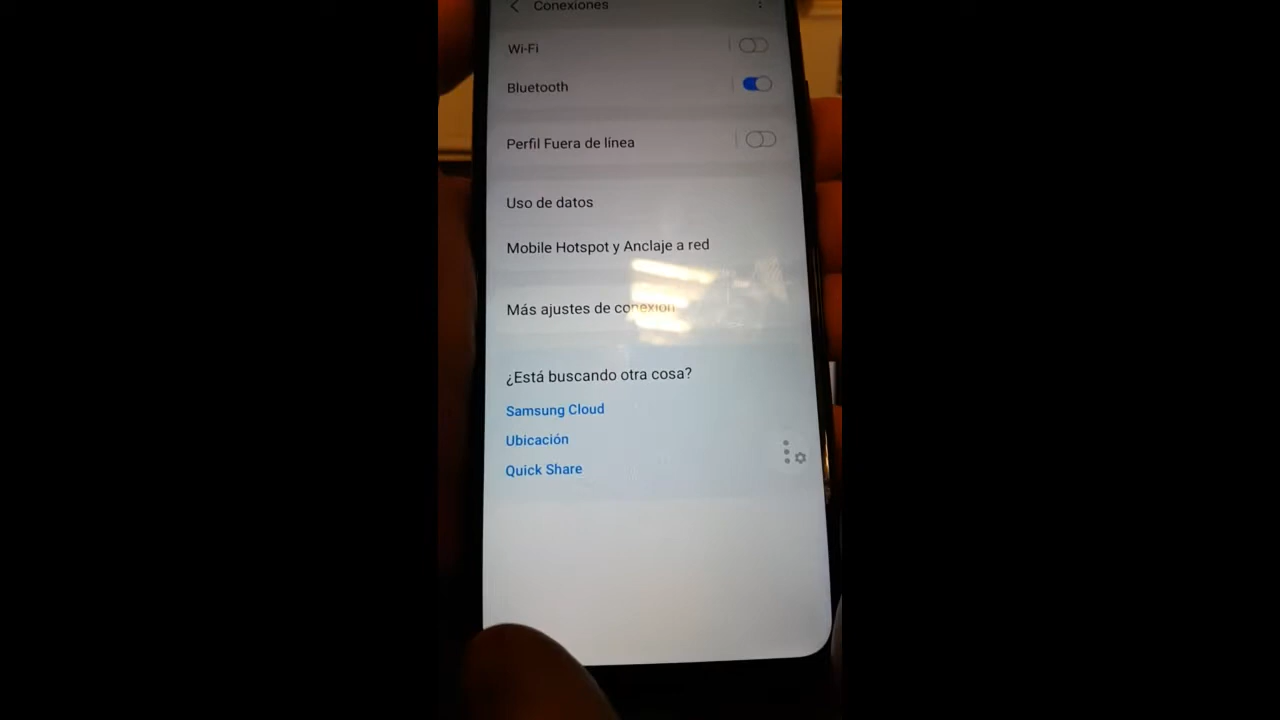 Conexiones
Wi-Fi
Bluetooth
Perfil Fuera de línea
Uso de datos
Mobile Hotspot y Anclaje a red
Más ajustes de conexión
¿Está buscando otra cosa?
Samsung Cloud
Ubicación
Quick Share